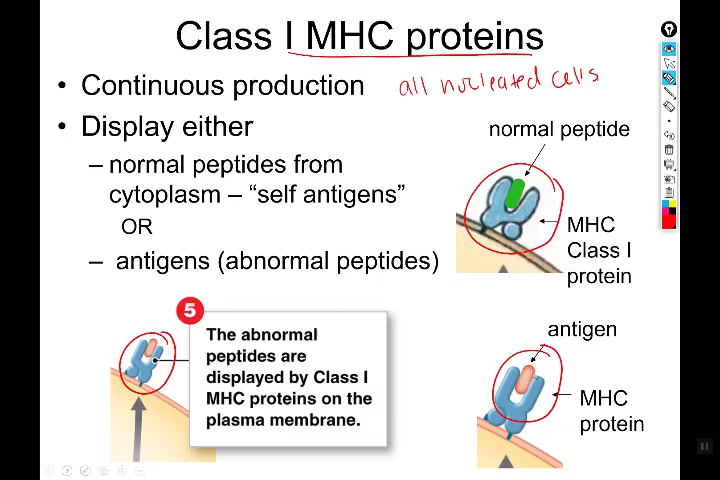 Class I MHC proteins
• Continuous production all nucleated cells
• Display either
normal peptide
– normal peptides from
cytoplasm – “self antigens”
OR
MHC
Class I
protein
– antigens (abnormal peptides)
5
The abnormal
peptides are
displayed by Class I
MHC proteins on the
plasma membrane.
antigen
MHC
protein